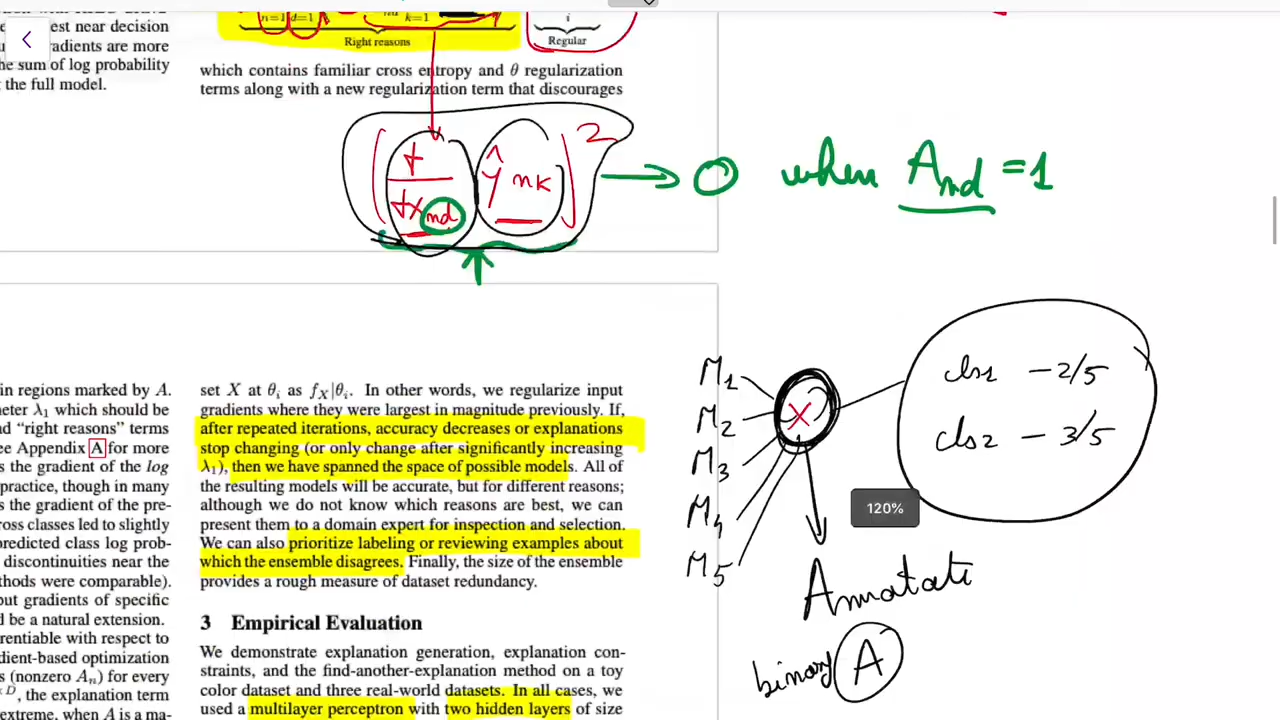 est near decision
adients are more
he sum of log probability
the full model.
n=1 d=1
k=1
i
Right reasons
Regular
which contains familiar cross entropy and θ regularization
terms along with a new regularization term that discourages
ŷ nk
2
xnd
→ 0 when And =1
in regions marked by A.
neter λ1 which should be
nd “right reasons” terms
ee Appendix A for more
s the gradient of the log
practice, though in many
s the gradient of the pre-
ross classes led to slightly
predicted class log prob-
discontinuities near the
thods were comparable).
put gradients of specific
d be a natural extension.
erentiable with respect to
dient-based optimization
s (nonzero An) for every
×D, the explanation term
extreme, when A is a ma-
set X at θi as fX|θi. In other words, we regularize input
gradients where they were largest in magnitude previously. If,
after repeated iterations, accuracy decreases or explanations
stop changing (or only change after significantly increasing
λ1), then we have spanned the space of possible models. All of
the resulting models will be accurate, but for different reasons;
although we do not know which reasons are best, we can
present them to a domain expert for inspection and selection.
We can also prioritize labeling or reviewing examples about
which the ensemble disagrees. Finally, the size of the ensemble
provides a rough measure of dataset redundancy.
3 Empirical Evaluation
We demonstrate explanation generation, explanation con-
straints, and the find-another-explanation method on a toy
color dataset and three real-world datasets. In all cases, we
used a multilayer perceptron with two hidden layers of size
M1
M2
M3
M4
M5
X
cls1 - 2/5
cls2 - 3/5
120%
Annotate
binary A